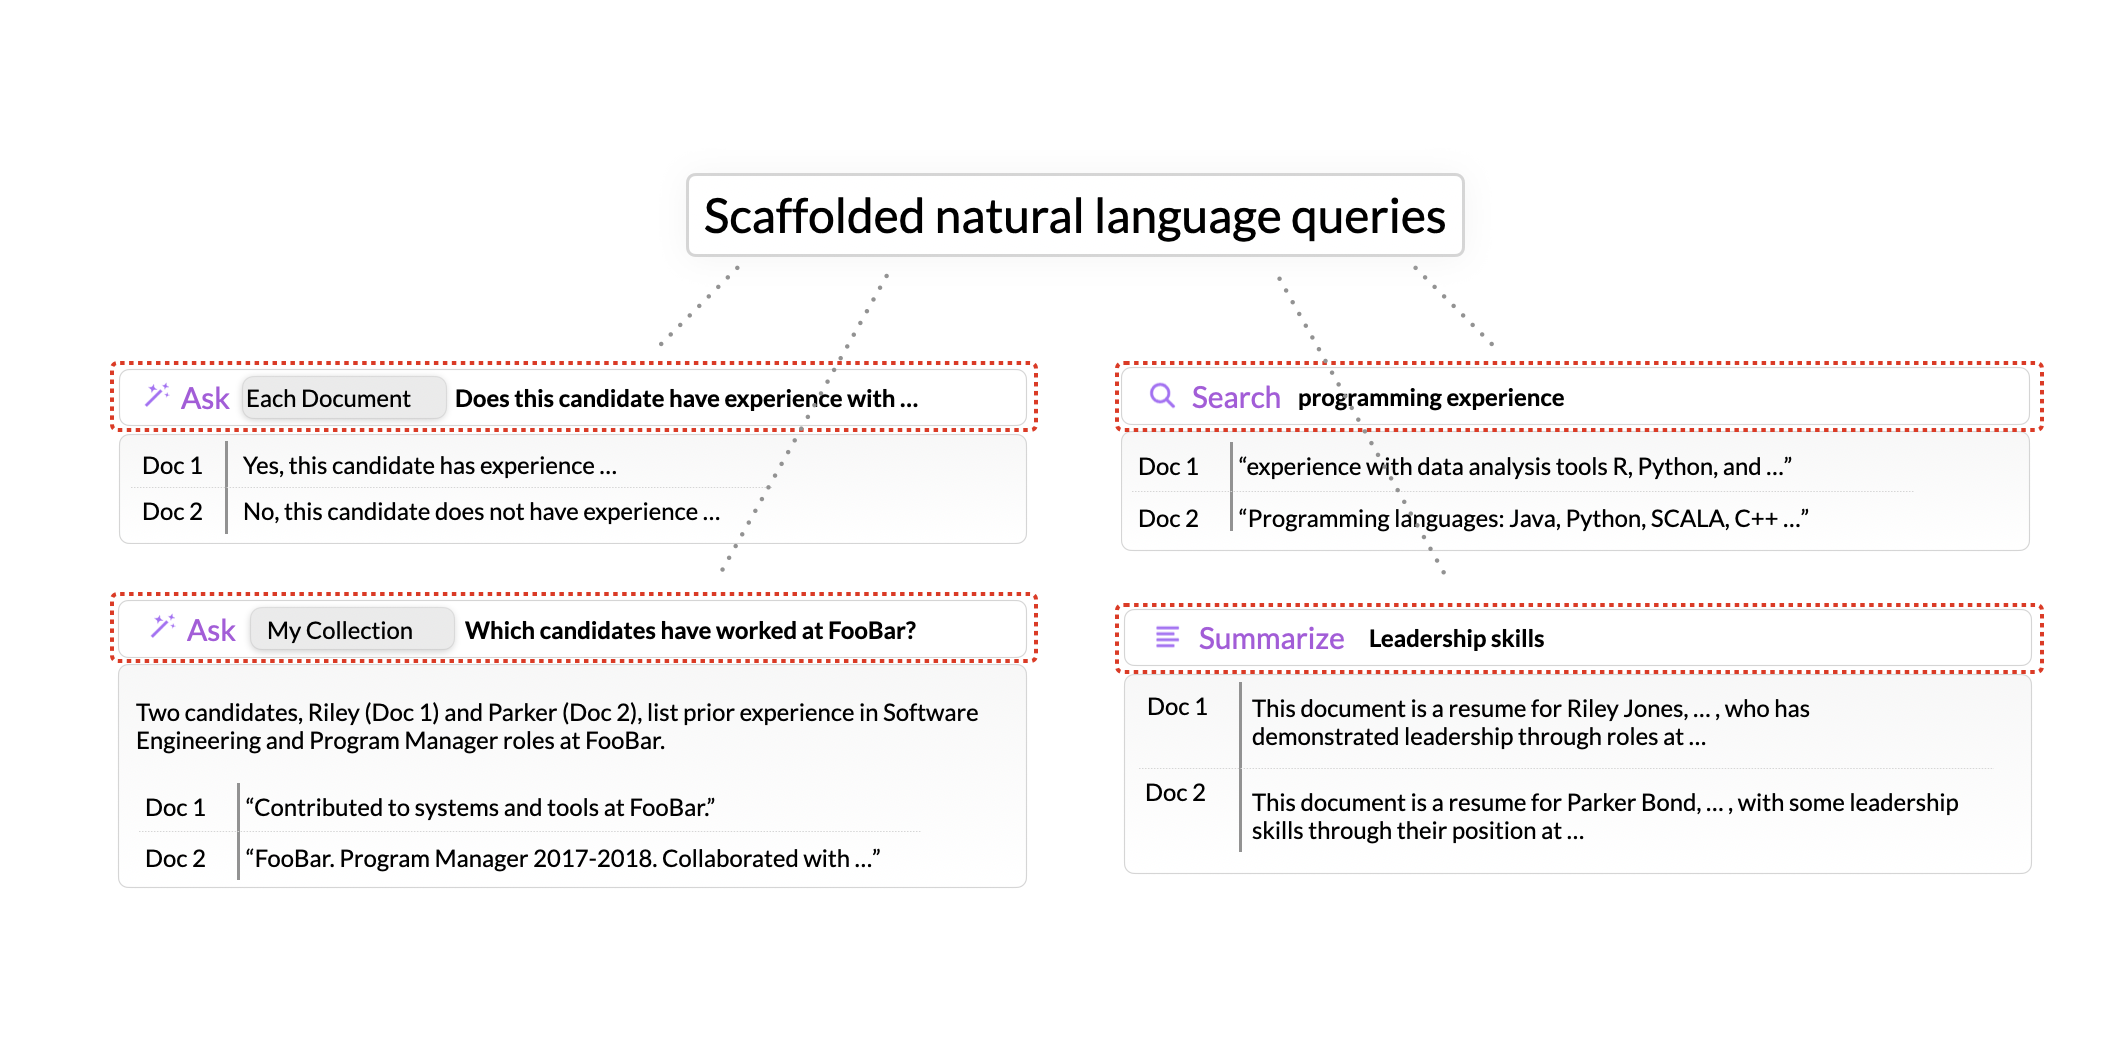 Scaffolded natural language queries
Ask Each Document Does this candidate have experience with ...
Doc 1 Yes, this candidate has experience ...
Doc 2 No, this candidate does not have experience ...
Ask My Collection Which candidates have worked at FooBar?
Two candidates, Riley (Doc 1) and Parker (Doc 2), list prior experience in Software
Engineering and Program Manager roles at FooBar.
Doc 1 “Contributed to systems and tools at FooBar.”
Doc 2 “FooBar. Program Manager 2017-2018. Collaborated with ...”
Search programming experience
Doc 1 “experience with data analysis tools R, Python, and ...”
Doc 2 “Programming languages: Java, Python, SCALA, C++ ...”
Summarize Leadership skills
Doc 1 This document is a resume for Riley Jones, ... , who has
demonstrated leadership through roles at ...
Doc 2 This document is a resume for Parker Bond, ... , with some leadership
skills through their position at ...